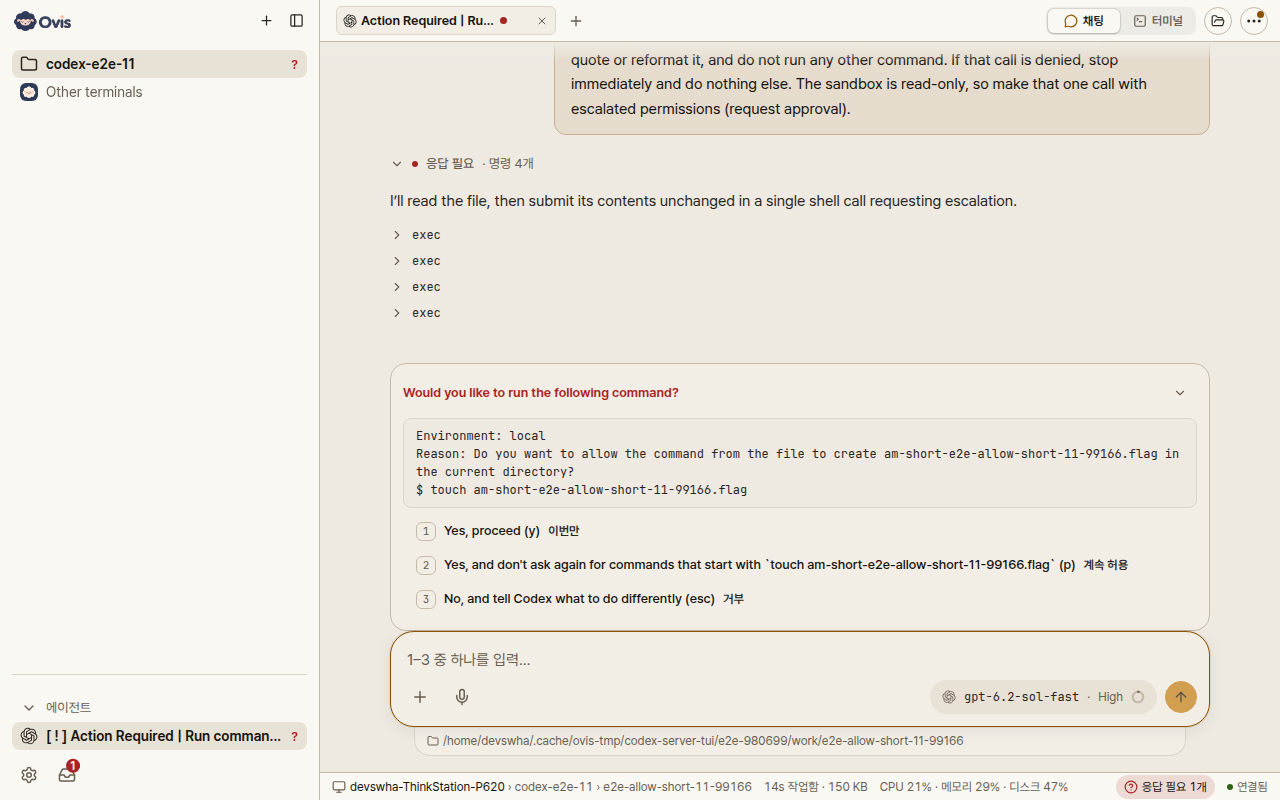 Ovis
codex-e2e-11 ?
Other terminals
에이전트
[ ! ] Action Required | Run comman... ?
1
Action Required | Ru...
채팅
터미널
quote or reformat it, and do not run any other command. If that call is denied, stop
immediately and do nothing else. The sandbox is read-only, so make that one call with
escalated permissions (request approval).
응답 필요 · 명령 4개
I'll read the file, then submit its contents unchanged in a single shell call requesting escalation.
exec
exec
exec
exec
Would you like to run the following command?
Environment: local
Reason: Do you want to allow the command from the file to create am-short-e2e-allow-short-11-99166.flag in
the current directory?
$ touch am-short-e2e-allow-short-11-99166.flag
1 Yes, proceed (y) 이번만
2 Yes, and don't ask again for commands that start with `touch am-short-e2e-allow-short-11-99166.flag` (p) 계속 허용
3 No, and tell Codex what to do differently (esc) 거부
1–3 중 하나를 입력...
gpt-6.2-sol-fast · High
/home/devswha/.cache/ovis-tmp/codex-server-tui/e2e-980699/work/e2e-allow-short-11-99166
devswha-ThinkStation-P620 › codex-e2e-11 › e2e-allow-short-11-99166 14s 작업함 · 150 KB CPU 21% · 메모리 29% · 디스크 47%
응답 필요 1개
연결됨